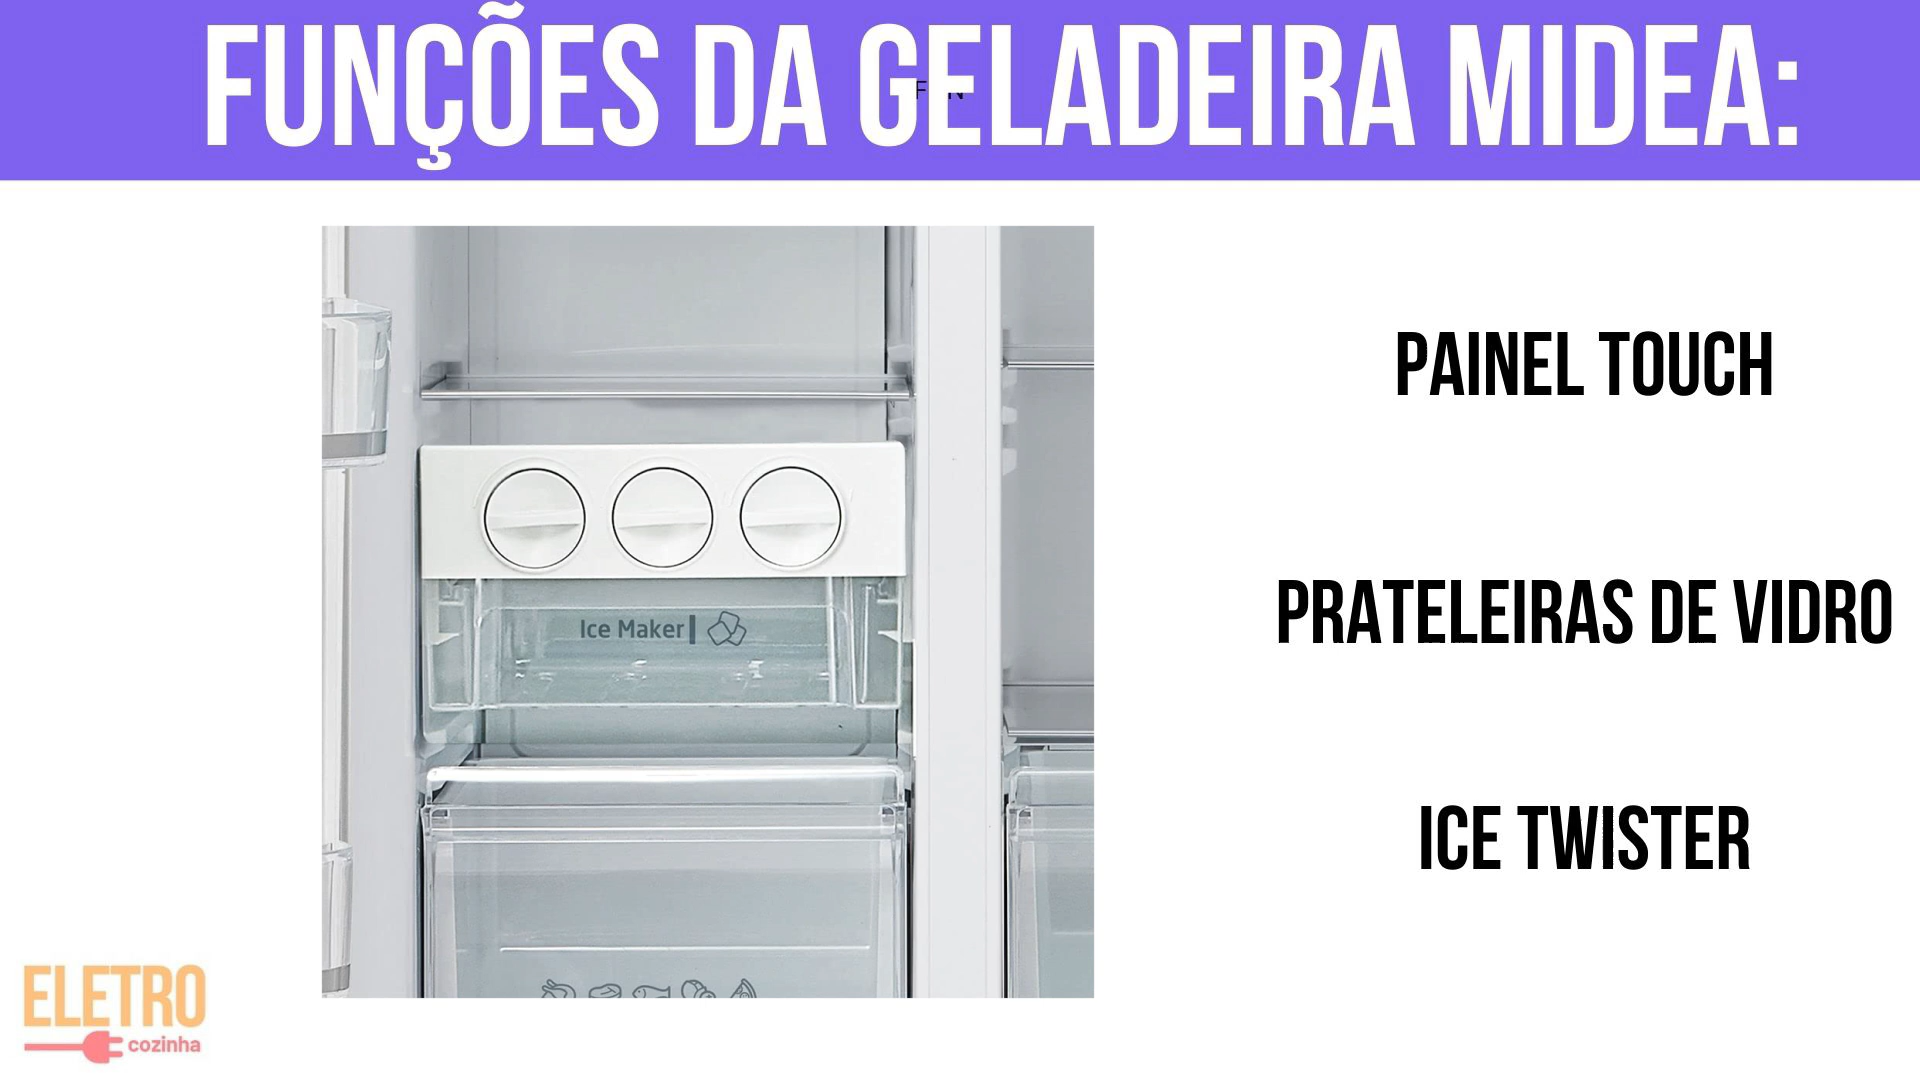 FUNÇÕES DA GELADEIRA MIDEA:
PAINEL TOUCH
Ice Maker
PRATELEIRAS DE VIDRO
ICE TWISTER
ELETRO
cozinha